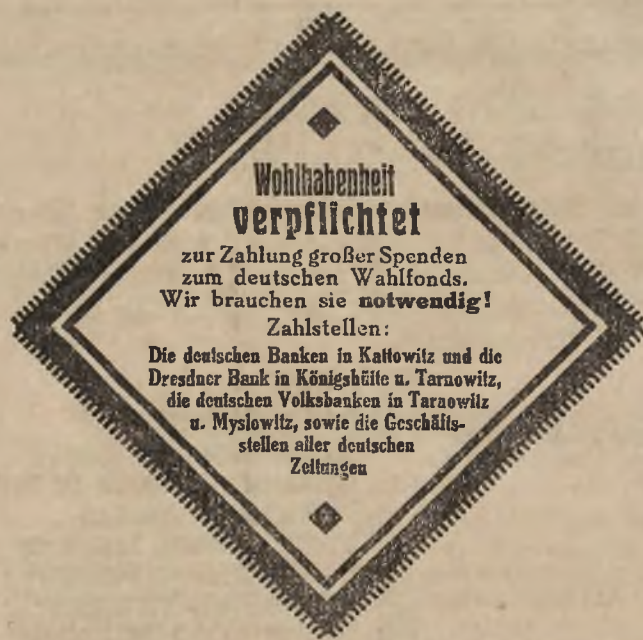 Wohlhabenheit
verpflichtet
zur Zahlung großer Spenden
zum deutschen Wahlfonds.
Wir brauchen sie notwendig!
Zahlstellen:
Die deutschen Banken in Kattowitz und die
Dresdner Bank in Königshütte u. Tarnowitz,
die deutschen Volksbanken in Tarnowitz
u. Myslowitz, sowie die Geschäfts-
stellen aller deutschen
Zeitungen